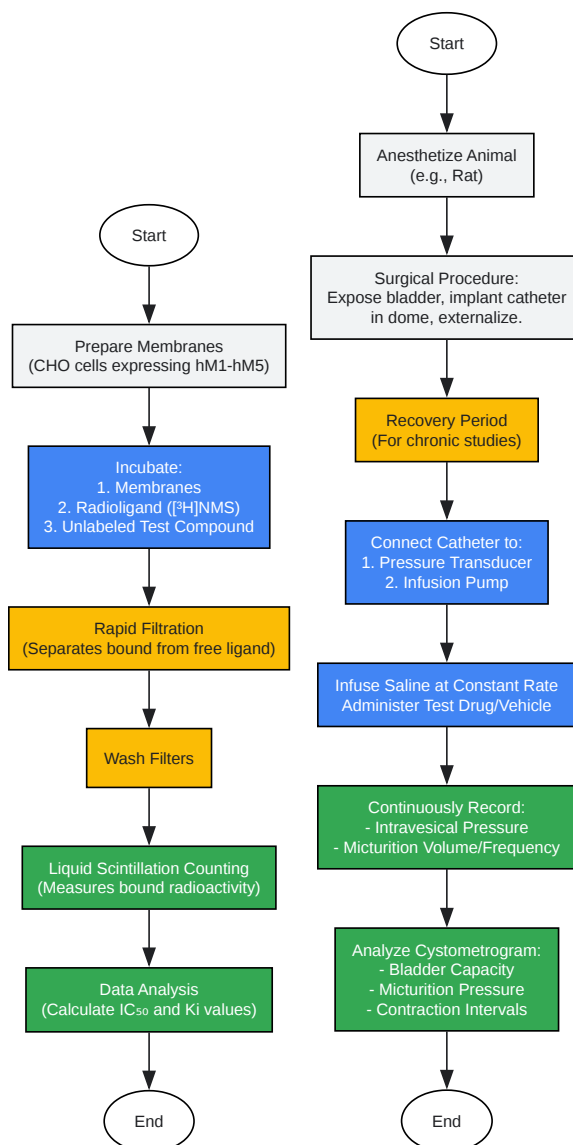 Start
Prepare Membranes
(CHO cells expressing hM1-hM5)
Incubate:
1. Membranes
2. Radioligand ([³H]NMS)
3. Unlabeled Test Compound
Rapid Filtration
(Separates bound from free ligand)
Wash Filters
Liquid Scintillation Counting
(Measures bound radioactivity)
Data Analysis
(Calculate IC₅₀ and Ki values)
End
Start
Anesthetize Animal
(e.g., Rat)
Surgical Procedure:
Expose bladder, implant catheter
in dome, externalize.
Recovery Period
(For chronic studies)
Connect Catheter to:
1. Pressure Transducer
2. Infusion Pump
Infuse Saline at Constant Rate
Administer Test Drug/Vehicle
Continuously Record:
- Intravesical Pressure
- Micturition Volume/Frequency
Analyze Cystometrogram:
- Bladder Capacity
- Micturition Pressure
- Contraction Intervals
End